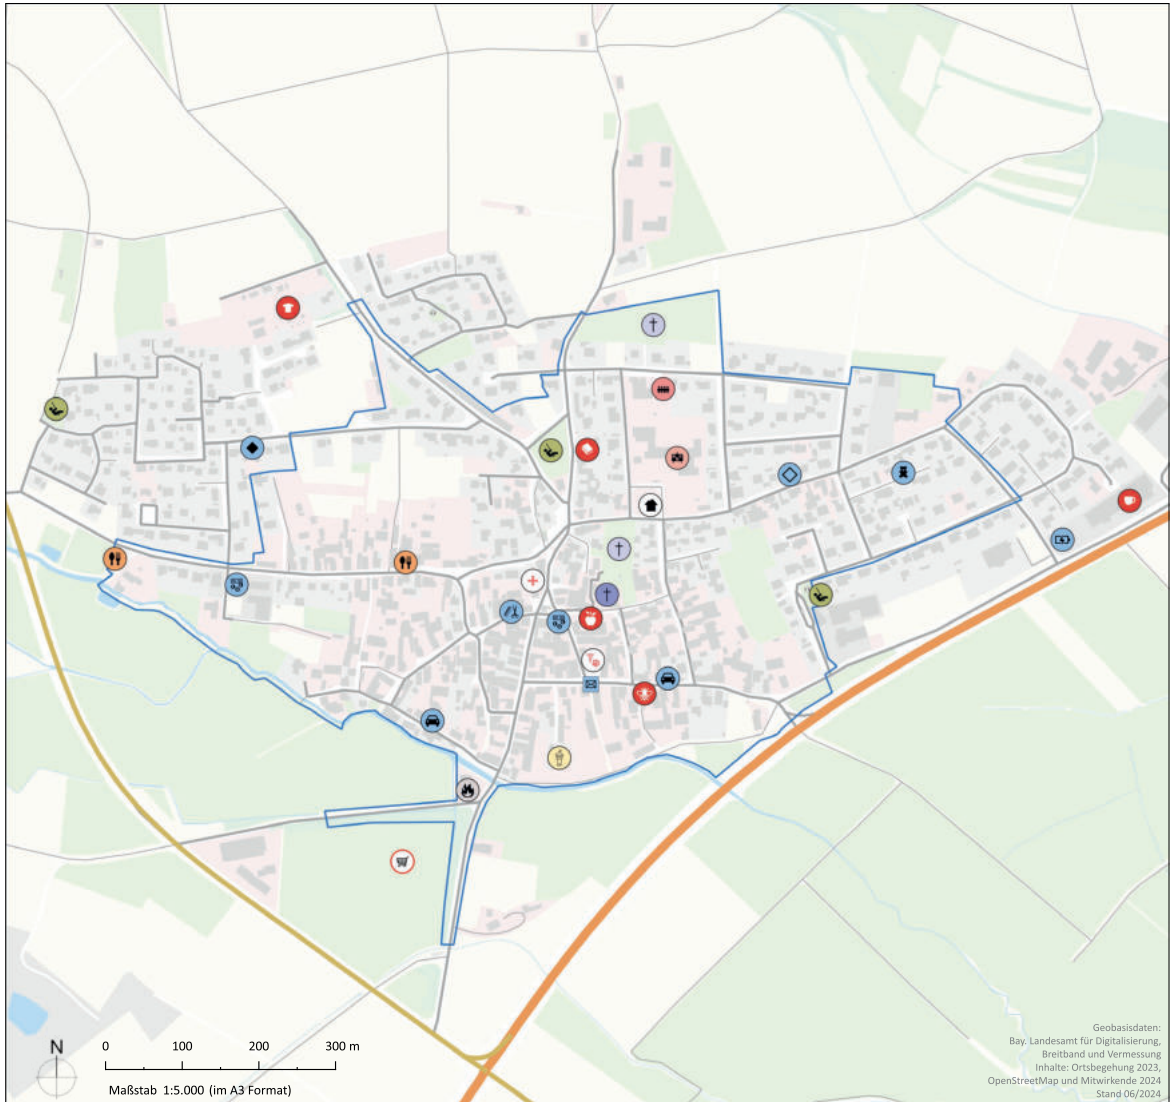 N
0 100 200 300 m
Maßstab 1:5.000 (im A3 Format)
Geobasisdaten:
Bay. Landesamt für Digitalisierung,
Breitband und Vermessung
Inhalte: Ortsbegehung 2023,
OpenStreetMap und Mitwirkende 2024
Stand 06/2024